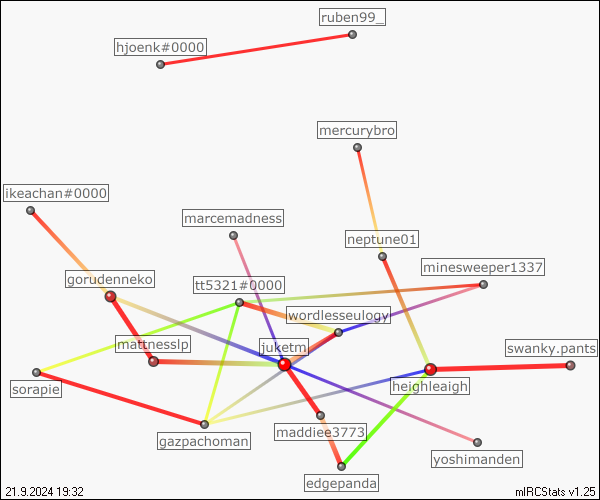 ruben99_
hjoenk#0000
mercurybro
ikeachan#0000
marcemadness
neptune01
minesweeper1337
gorudenneko
tt5321#0000
wordlesseulogy
mattnesslp
juketrn
swanky.pants
sorapie
heighleaigh
gazpachoman
maddiee3773
yoshimanden
edgepanda
21.9.2024 19:32
mIRCStats v1.25